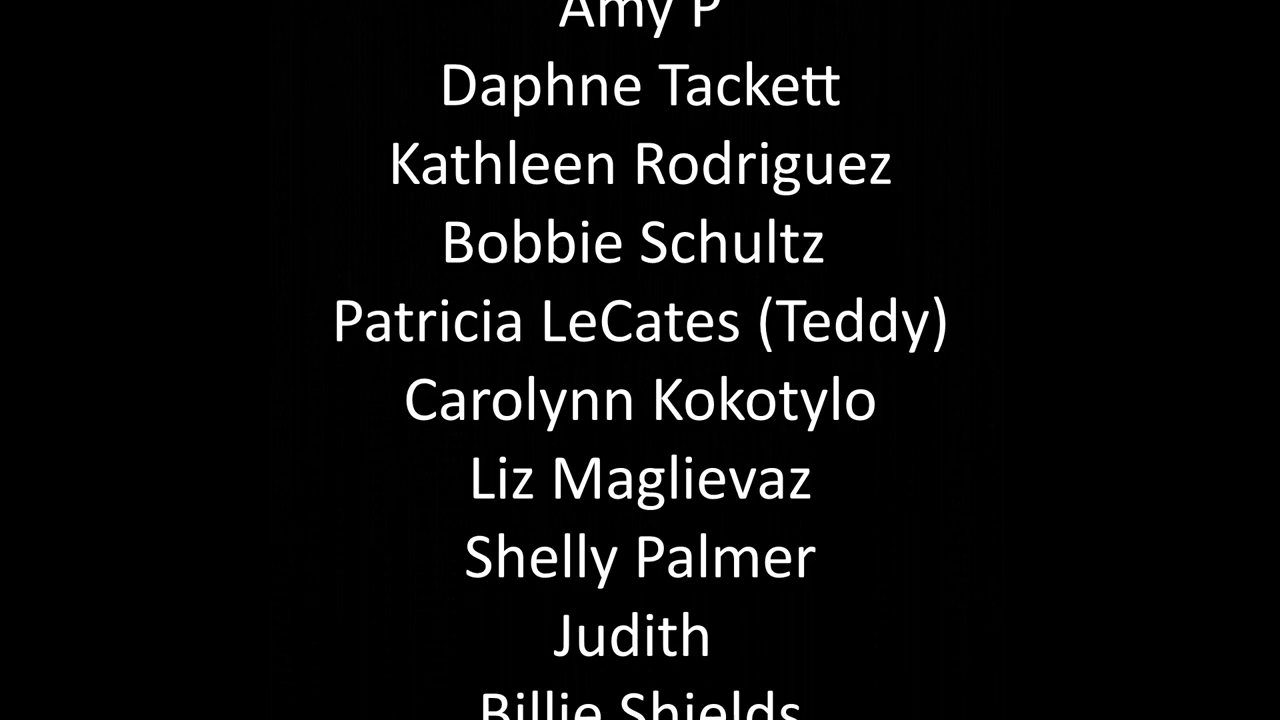 Amy P
Daphne Tackett
Kathleen Rodriguez
Bobbie Schultz
Patricia LeCates (Teddy)
Carolynn Kokotylo
Liz Maglievaz
Shelly Palmer
Judith
Billie Shields